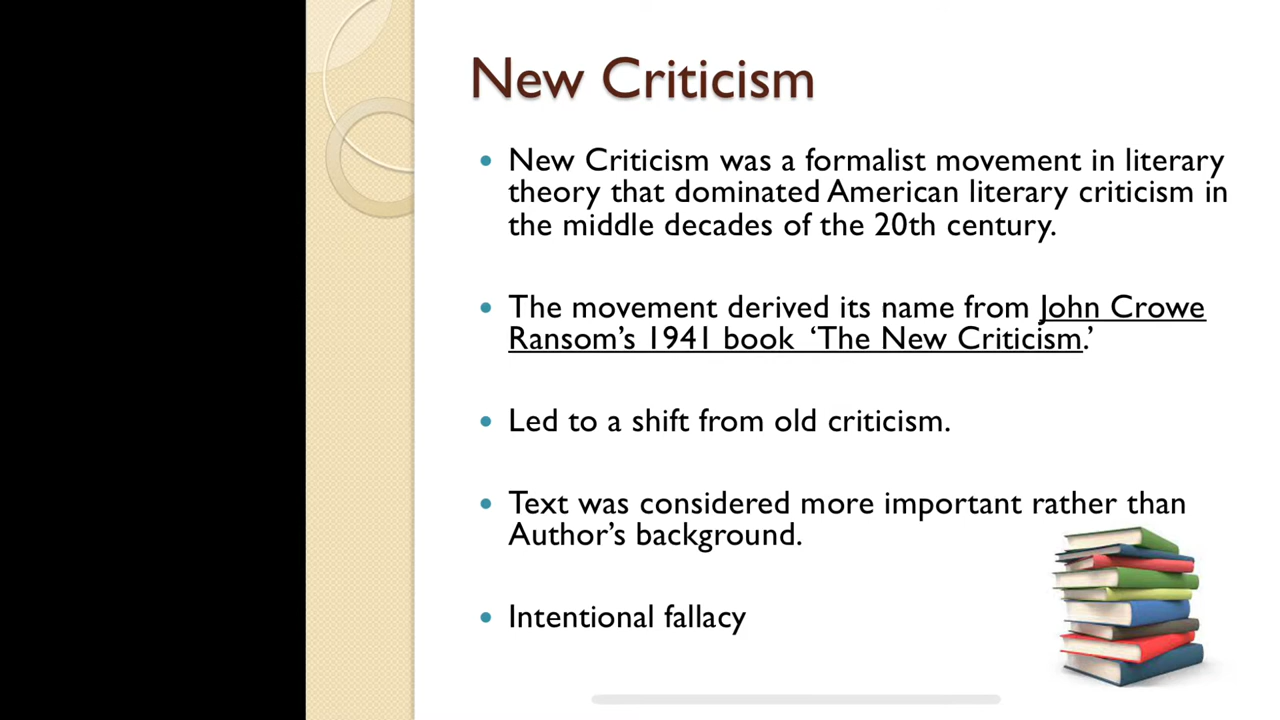 New Criticism
• New Criticism was a formalist movement in literary
theory that dominated American literary criticism in
the middle decades of the 20th century.
• The movement derived its name from John Crowe
Ransom’s 1941 book ‘The New Criticism.’
• Led to a shift from old criticism.
• Text was considered more important rather than
Author’s background.
• Intentional fallacy